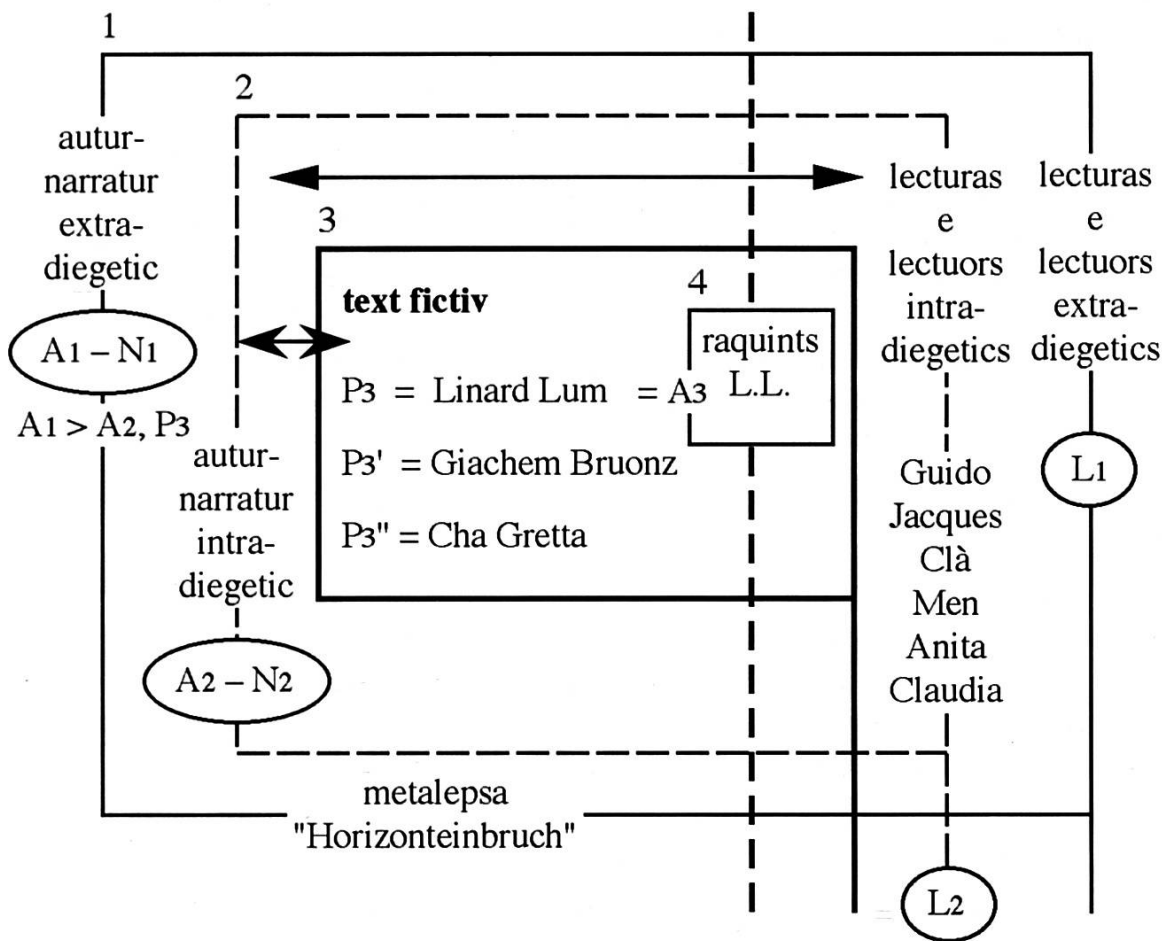 1
2
autur-
narratur
extra-
diegetic
A1 – N1
A1 > A2, P3
autur-
narratur
intra-
diegetic
A2 – N2
3
text fictiv
P3 = Linard Lum = A3
P3' = Giachem Bruonz
P3" = Cha Gretta
4
raquints
L.L.
lecturas
e
lectuors
intra-
diegetics
Guido
Jacques
Clà
Men
Anita
Claudia
L2
lecturas
e
lectuors
extra-
diegetics
L1
metalepsa
"Horizonteinbruch"